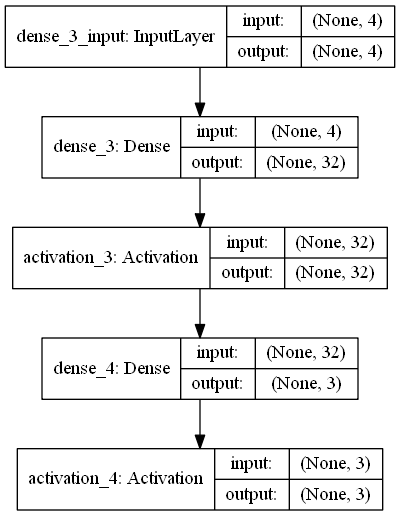 dense_3_input: InputLayer
input: (None, 4)
output: (None, 4)
dense_3: Dense
input: (None, 4)
output: (None, 32)
activation_3: Activation
input: (None, 32)
output: (None, 32)
dense_4: Dense
input: (None, 32)
output: (None, 3)
activation_4: Activation
input: (None, 3)
output: (None, 3)